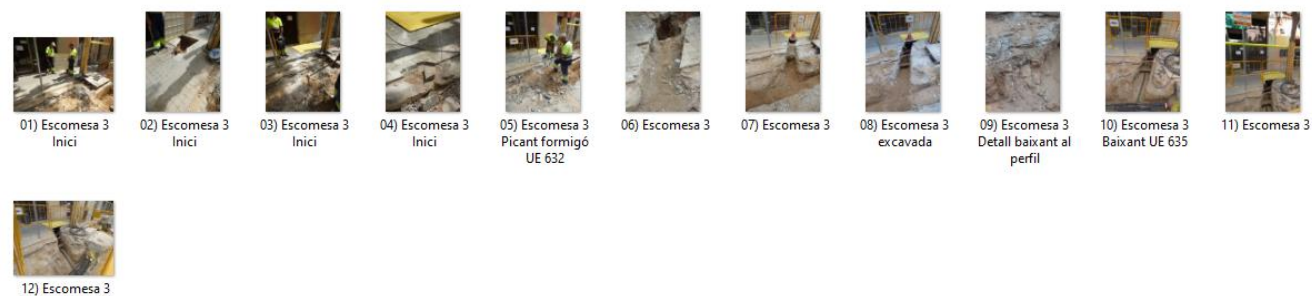 01) Escomesa 3
Inici
02) Escomesa 3
Inici
03) Escomesa 3
Inici
04) Escomesa 3
Inici
05) Escomesa 3
Picant formigó
UE 632
06) Escomesa 3
07) Escomesa 3
08) Escomesa 3
excavada
09) Escomesa 3
Detall baixant al
perfil
10) Escomesa 3
Baixant UE 635
11) Escomesa 3
12) Escomesa 3